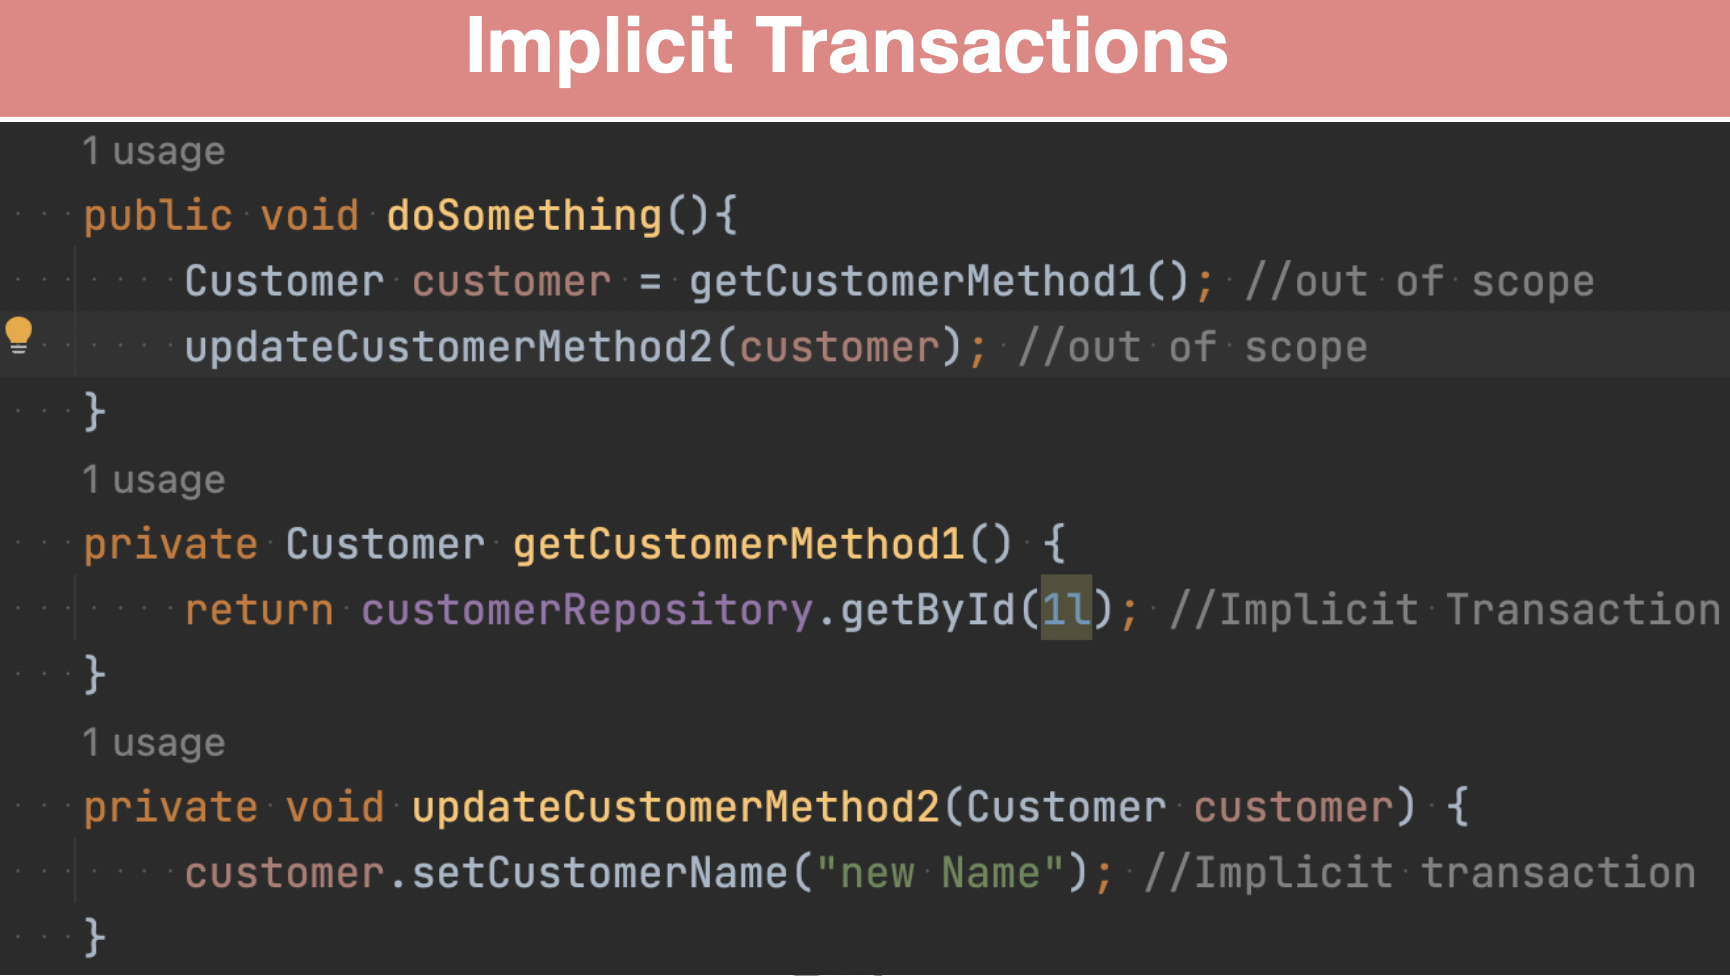 Implicit Transactions
1 usage
public void doSomething(){
Customer customer = getCustomerMethod1(); //out of scope
updateCustomerMethod2(customer); //out of scope
}
1 usage
private Customer getCustomerMethod1() {
return customerRepository.getById(1l); //Implicit Transaction
}
1 usage
private void updateCustomerMethod2(Customer customer) {
customer.setCustomerName("new Name"); //Implicit transaction
}